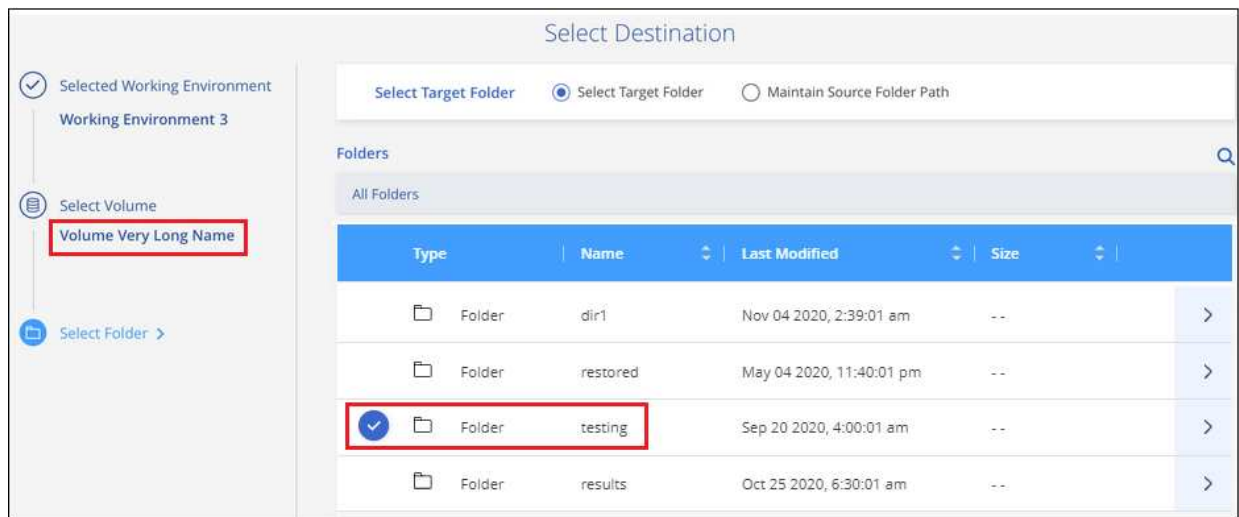 Select Destination
Selected Working Environment
Working Environment 3
Select Volume
Volume Very Long Name
Select Folder >
Select Target Folder Select Target Folder Maintain Source Folder Path
Folders
All Folders
Type Name Last Modified Size
Folder dir1 Nov 04 2020, 2:39:01 am --
Folder restored May 04 2020, 11:40:01 pm --
Folder testing Sep 20 2020, 4:00:01 am --
Folder results Oct 25 2020, 6:30:01 am --